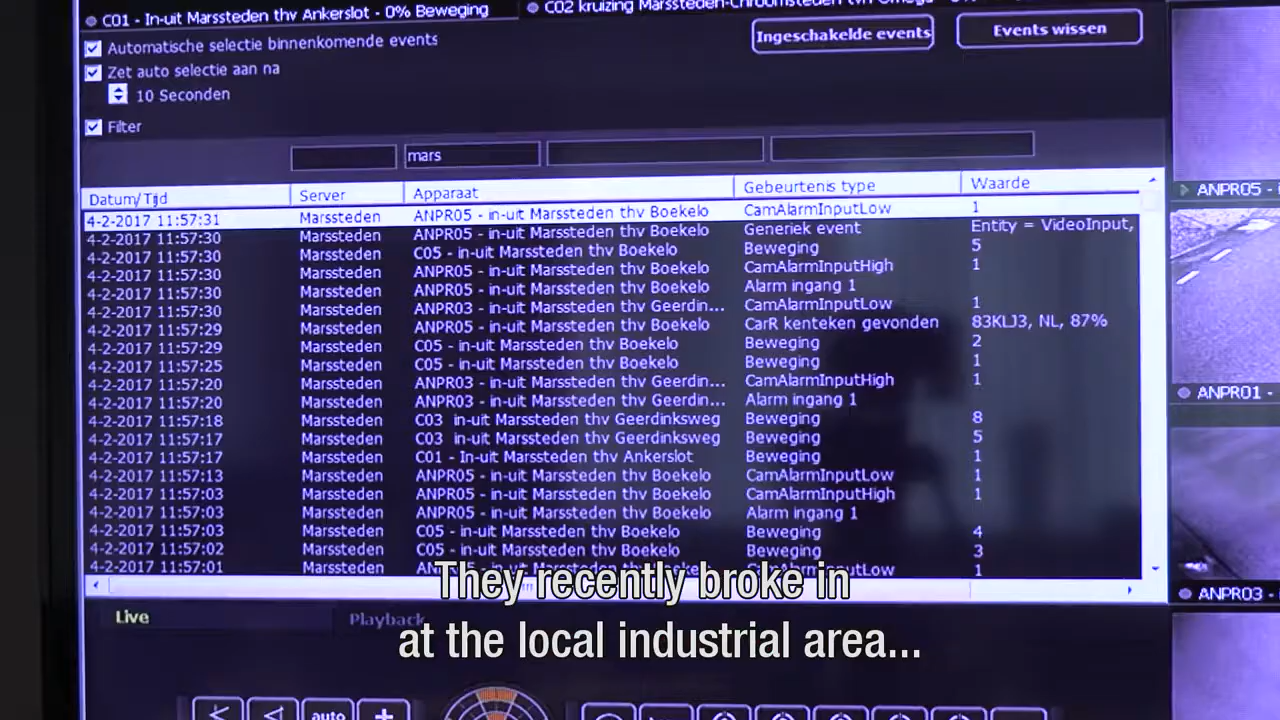 C01 - In-uit Marssteden thv Ankerslot - 0% Beweging
C02 kruizing Marssteden-Chroomsteden thv Omega
Automatische selectie binnenkomende events
Ingeschakelde events
Events wissen
Zet auto selectie aan na
10 Seconden
Filter
mars
Datum/Tijd Server Apparaat Gebeurtenis type Waarde
4-2-2017 11:57:31 Marssteden ANPR05 - in-uit Marssteden thv Boekelo CamAlarmInputLow 1
4-2-2017 11:57:30 Marssteden ANPR05 - in-uit Marssteden thv Boekelo Generiek event Entity = VideoInput,
4-2-2017 11:57:30 Marssteden C05 - in-uit Marssteden thv Boekelo Beweging 5
4-2-2017 11:57:30 Marssteden ANPR05 - in-uit Marssteden thv Boekelo CamAlarmInputHigh 1
4-2-2017 11:57:30 Marssteden ANPR05 - in-uit Marssteden thv Boekelo Alarm ingang 1
4-2-2017 11:57:30 Marssteden ANPR03 - in-uit Marssteden thv Geerdin... CamAlarmInputLow 1
4-2-2017 11:57:29 Marssteden ANPR05 - in-uit Marssteden thv Boekelo CarR kenteken gevonden 83KLJ3, NL, 87%
4-2-2017 11:57:29 Marssteden C05 - in-uit Marssteden thv Boekelo Beweging 2
4-2-2017 11:57:25 Marssteden C05 - in-uit Marssteden thv Boekelo Beweging 1
4-2-2017 11:57:20 Marssteden ANPR03 - in-uit Marssteden thv Geerdin... CamAlarmInputHigh 1
4-2-2017 11:57:20 Marssteden ANPR03 - in-uit Marssteden thv Geerdin... Alarm ingang 1
4-2-2017 11:57:18 Marssteden C03 in-uit Marssteden thv Geerdinksweg Beweging 8
4-2-2017 11:57:17 Marssteden C03 in-uit Marssteden thv Geerdinksweg Beweging 5
4-2-2017 11:57:17 Marssteden C01 - In-uit Marssteden thv Ankerslot Beweging 1
4-2-2017 11:57:13 Marssteden ANPR05 - in-uit Marssteden thv Boekelo CamAlarmInputLow 1
4-2-2017 11:57:03 Marssteden ANPR05 - in-uit Marssteden thv Boekelo CamAlarmInputHigh 1
4-2-2017 11:57:03 Marssteden ANPR05 - in-uit Marssteden thv Boekelo Alarm ingang 1
4-2-2017 11:57:03 Marssteden C05 - in-uit Marssteden thv Boekelo Beweging 4
4-2-2017 11:57:02 Marssteden C05 - in-uit Marssteden thv Boekelo Beweging 3
4-2-2017 11:57:01 Marssteden in-uit Marssteden thv Boekelo CamAlarmInputLow 1
ANPR05 -
ANPR01 -
ANPR03 -
They recently broke in
at the local industrial area...
Live
Playback
auto